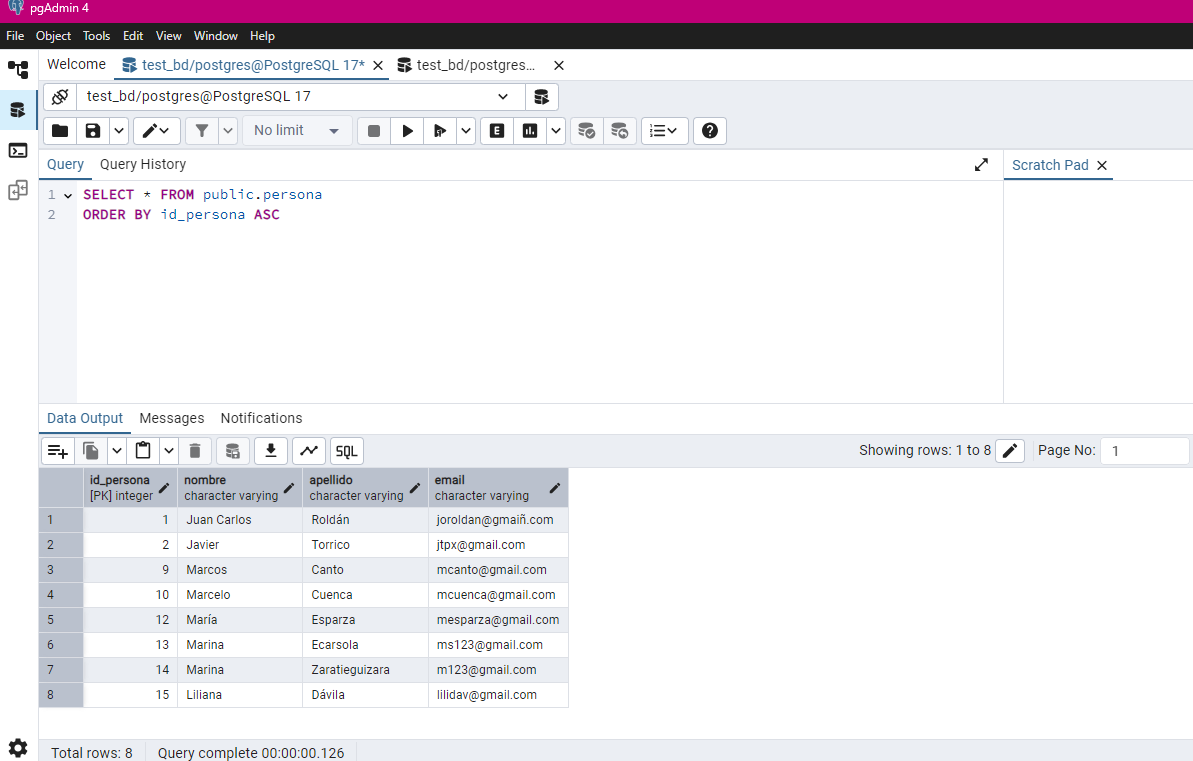 pgAdmin 4
File Object Tools Edit View Window Help
Welcome test_bd/postgres@PostgreSQL 17* test_bd/postgres...
test_bd/postgres@PostgreSQL 17
No limit E
Query Query History Scratch Pad
1 SELECT * FROM public.persona
2 ORDER BY id_persona ASC
Data Output Messages Notifications
SQL Showing rows: 1 to 8 Page No: 1
id_persona nombre apellido email
[PK] integer character varying character varying character varying
1 1 Juan Carlos Roldán joroldan@gmaiñ.com
2 2 Javier Torrico jtpx@gmail.com
3 9 Marcos Canto mcanto@gmail.com
4 10 Marcelo Cuenca mcuenca@gmail.com
5 12 María Esparza mesparza@gmail.com
6 13 Marina Ecarsola ms123@gmail.com
7 14 Marina Zaratieguizara m123@gmail.com
8 15 Liliana Dávila lilidav@gmail.com
Total rows: 8 Query complete 00:00:00.126